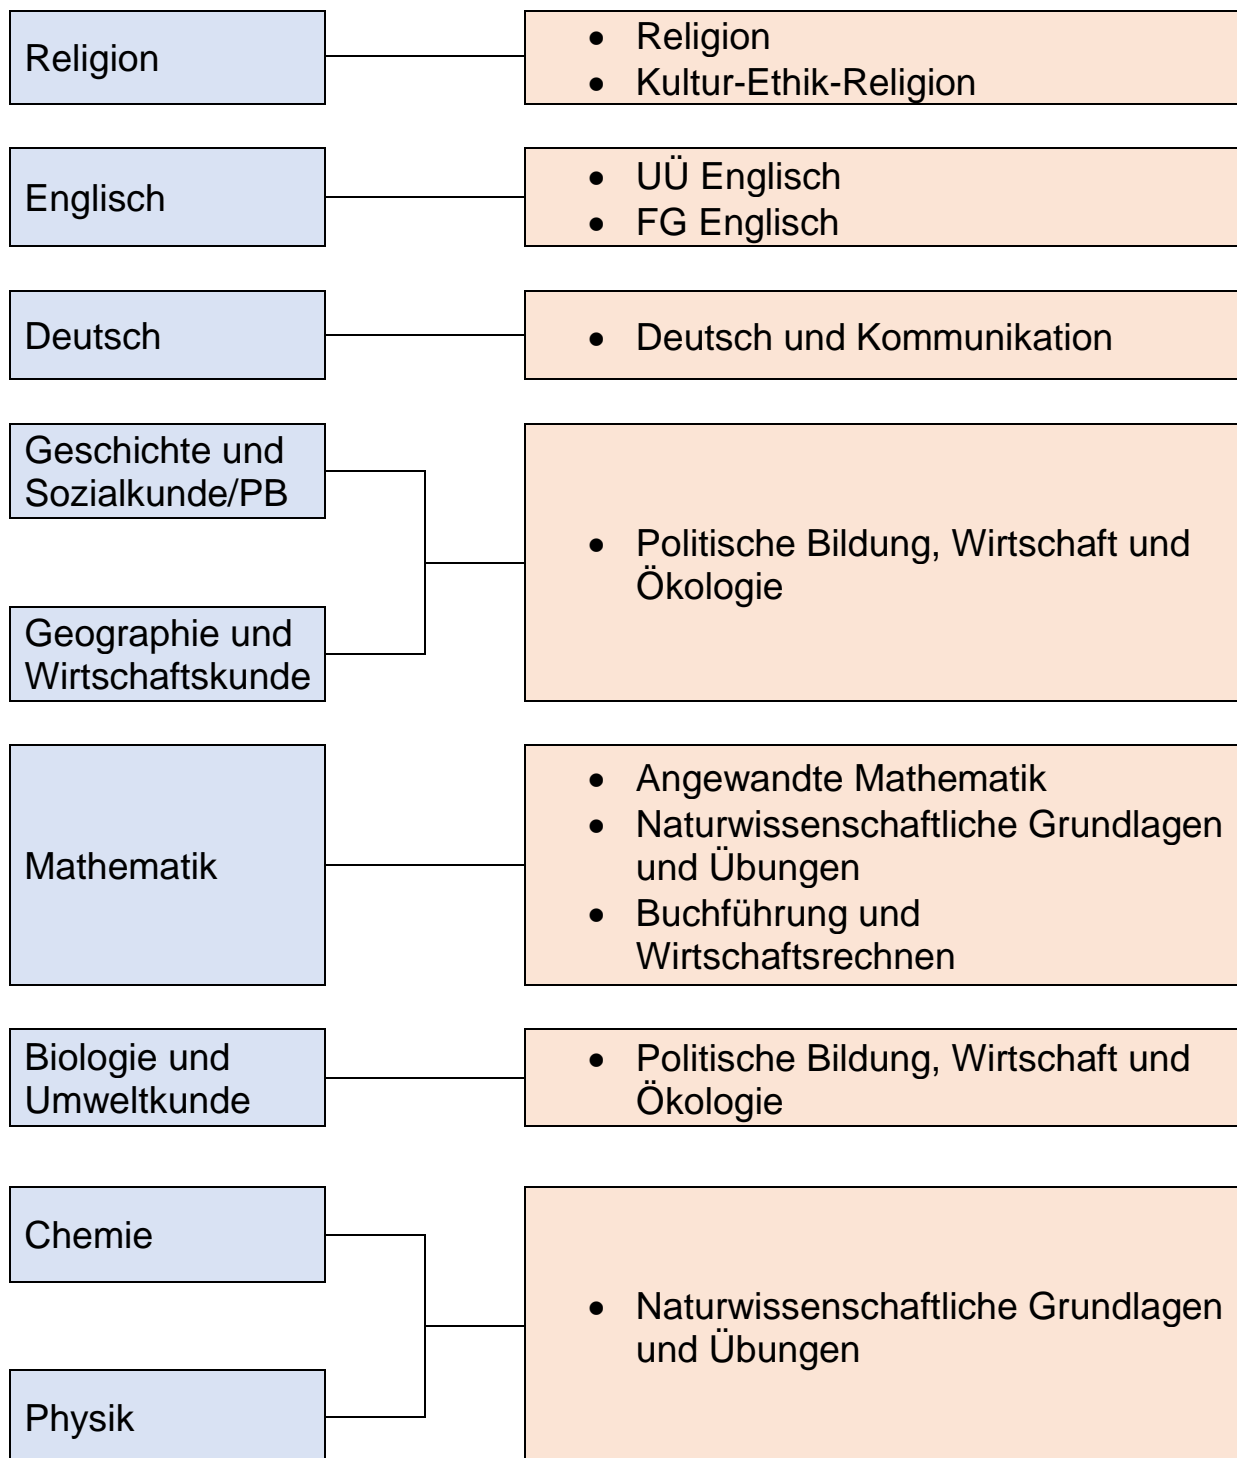 Religion
• Religion
• Kultur-Ethik-Religion
Englisch
• UÜ Englisch
• FG Englisch
Deutsch
• Deutsch und Kommunikation
Geschichte und
Sozialkunde/PB
Geographie und
Wirtschaftskunde
• Politische Bildung, Wirtschaft und
Ökologie
Mathematik
• Angewandte Mathematik
• Naturwissenschaftliche Grundlagen
und Übungen
• Buchführung und
Wirtschaftsrechnen
Biologie und
Umweltkunde
• Politische Bildung, Wirtschaft und
Ökologie
Chemie
Physik
• Naturwissenschaftliche Grundlagen
und Übungen